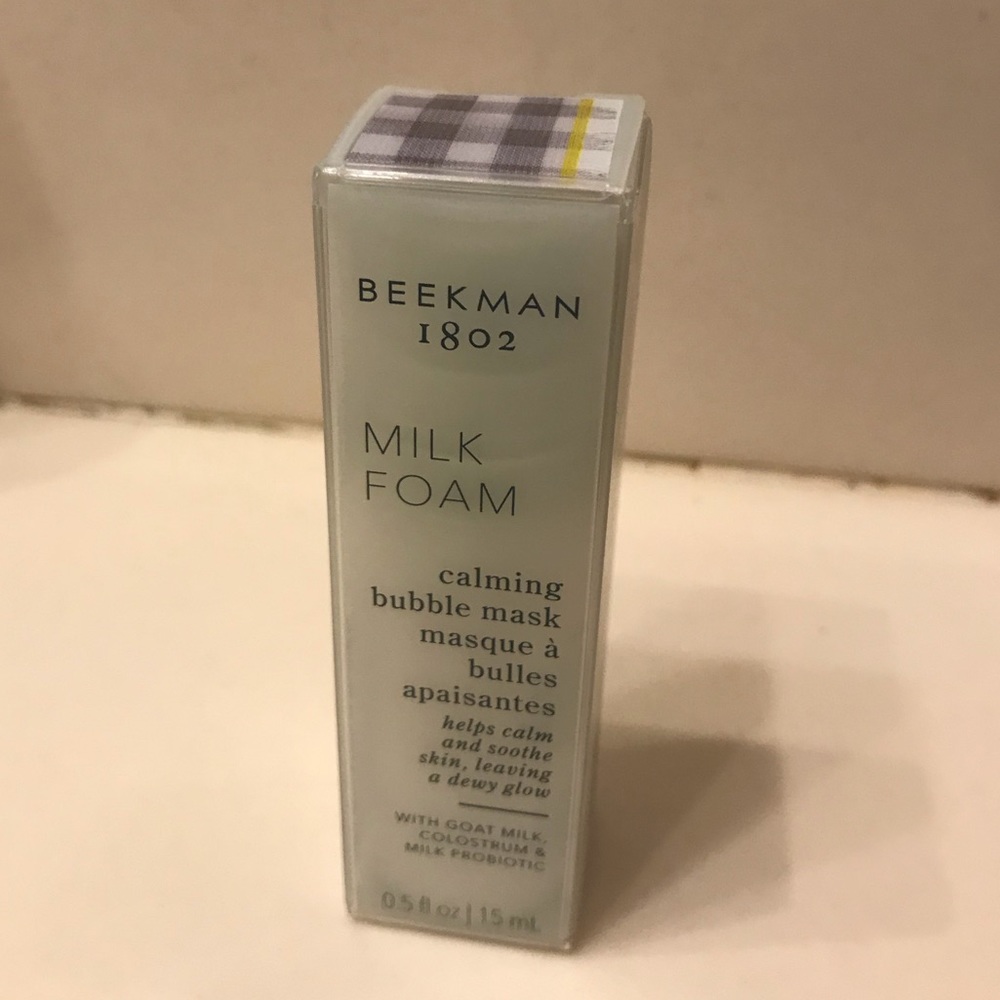 BEEKMAN
1802
MILK
FOAM
calming
bubble mask
masque à
bulles
apaisantes
helps calm
and soothe
skin, leaving
a dewy glow
WITH GOAT MILK,
COLOSTRUM &
MILK PROBIOTIC
0.5 fl oz | 15 mL